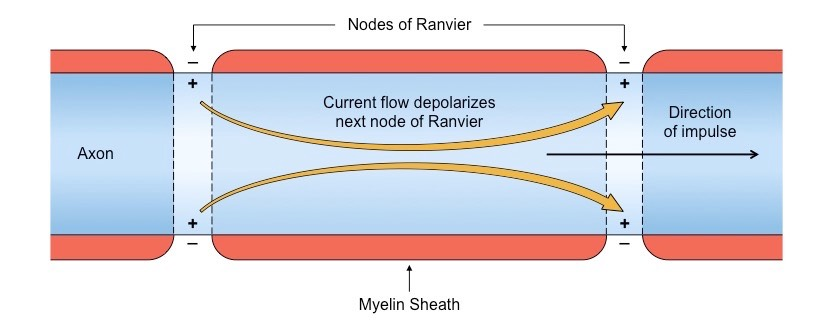 Nodes of Ranvier
− −
+ +
Current flow depolarizes
next node of Ranvier
Direction
of impulse
Axon
+ +
− −
Myelin Sheath